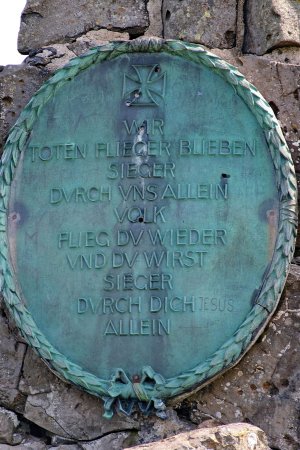 WIR
TOTEN FLIEGER BLIEBEN
SIEGER
DVRCH VNS ALLEIN
VOLK
FLIEG DV WIEDER
VND DV WIRST
SIEGER
DVRCH DICH JESUS
ALLEIN